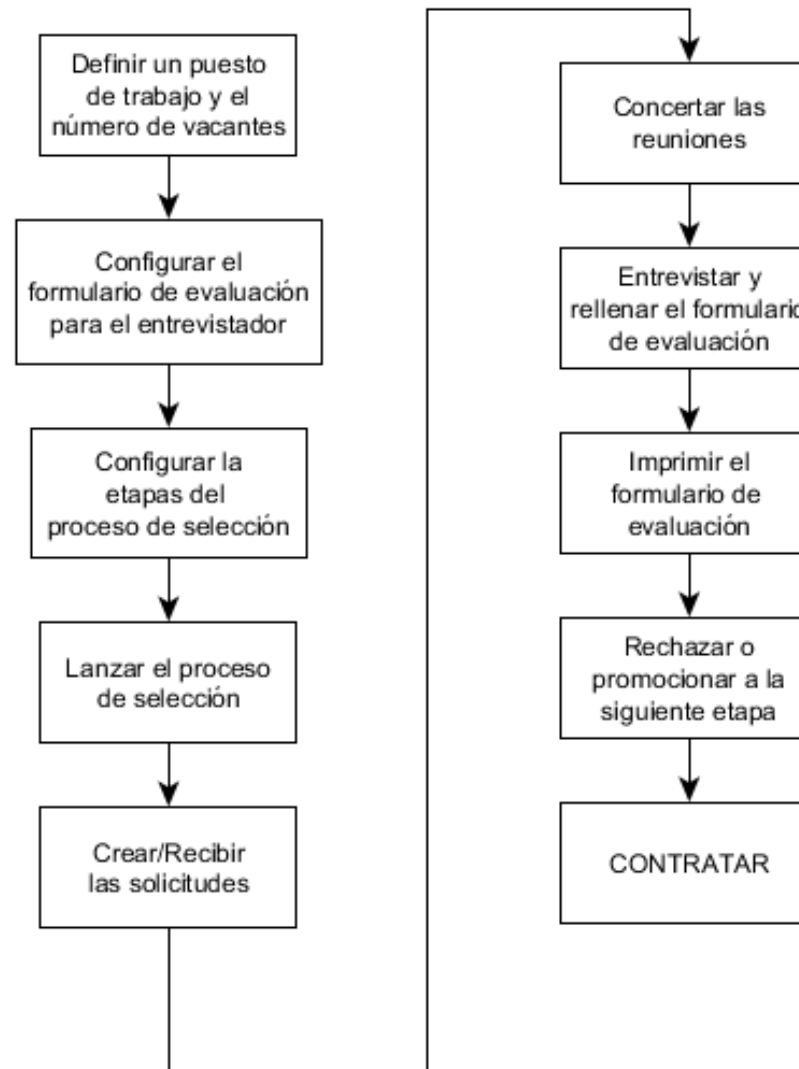 Definir un puesto
de trabajo y el
número de vacantes
Configurar el
formulario de evaluación
para el entrevistador
Configurar la
etapas del
proceso de selección
Lanzar el proceso
de selección
Crear/Recibir
las solicitudes
Concertar las
reuniones
Entrevistar y
rellenar el formulario
de evaluación
Imprimir el
formulario de
evaluación
Rechazar o
promocionar a la
siguiente etapa
CONTRATAR